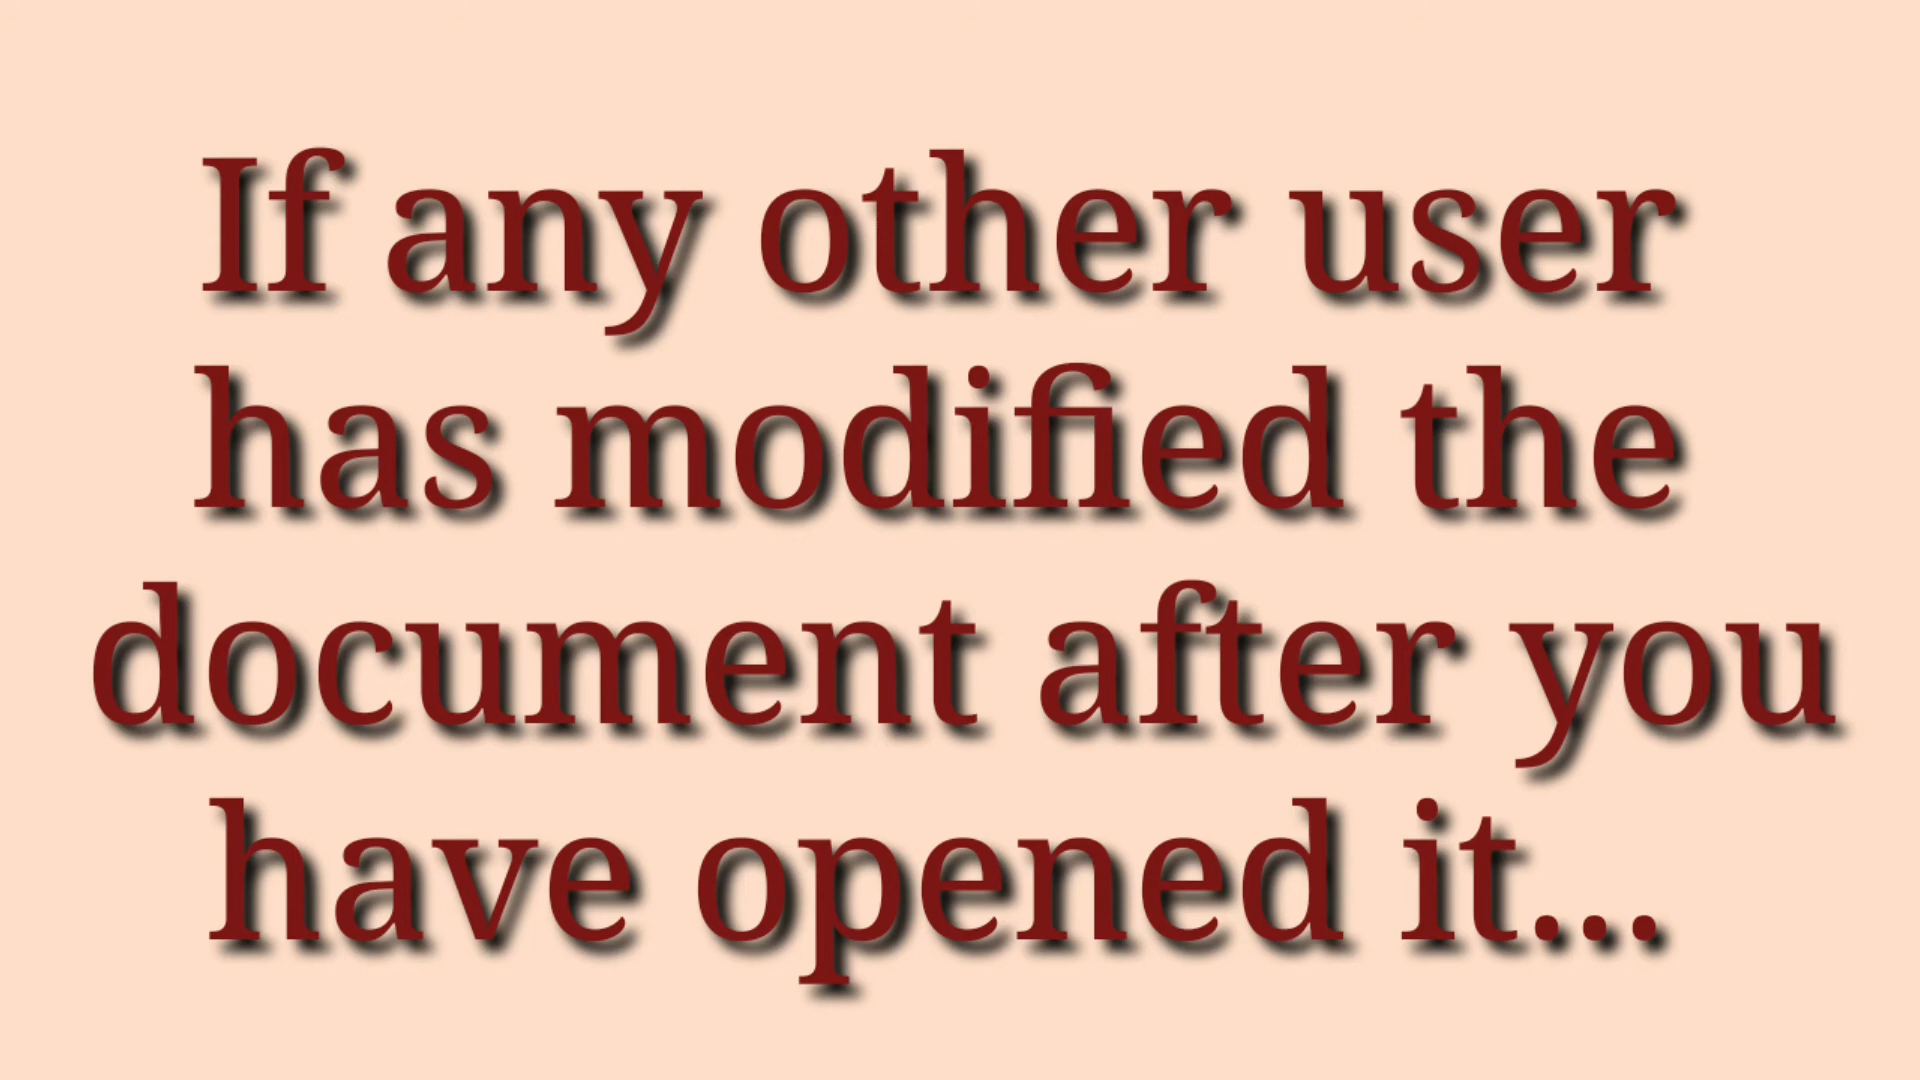 If any other user
has modified the
document after you
have opened it...